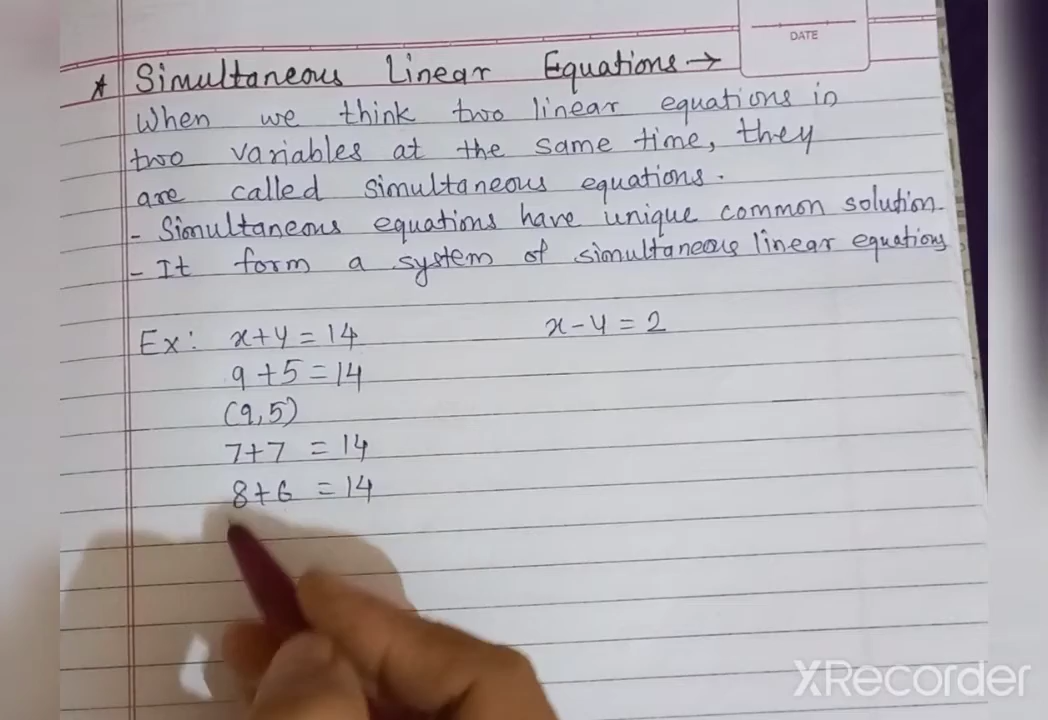 DATE
* Simultaneous Linear Equations →
When we think two linear equations in
two variables at the same time, they
are called simultaneous equations.
- Simultaneous equations have unique common solution.
- It form a system of simultaneous linear equations.
Ex: x+y = 14 x-y = 2
9+5 = 14
(9,5)
7+7 = 14
8+6 = 14
XRecorder